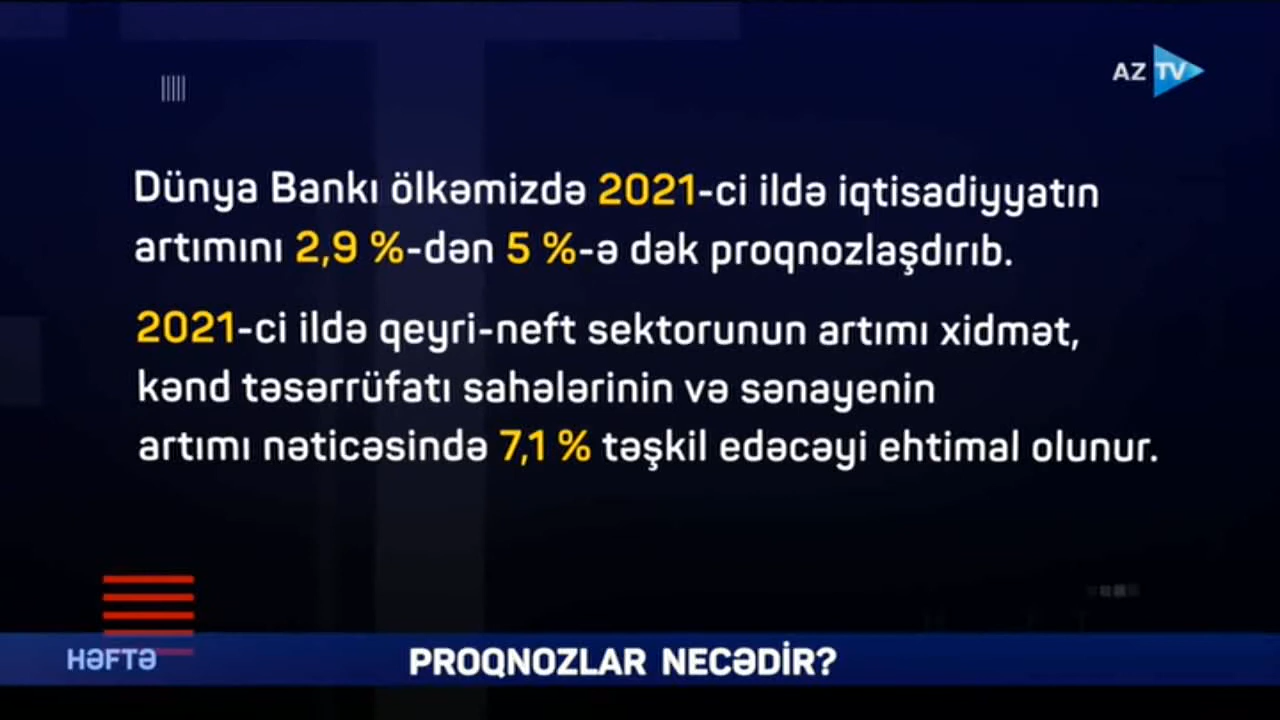 AZ TV
Dünya Bankı ölkəmizdə 2021-ci ildə iqtisadiyyatın
artımını 2,9 %-dən 5 %-ə dək proqnozlaşdırıb.
2021-ci ildə qeyri-neft sektorunun artımı xidmət,
kənd təsərrüfatı sahələrinin və sənayenin
artımı nəticəsində 7,1 % təşkil edəcəyi ehtimal olunur.
HƏFTƏ
PROQNOZLAR NECƏDİR?